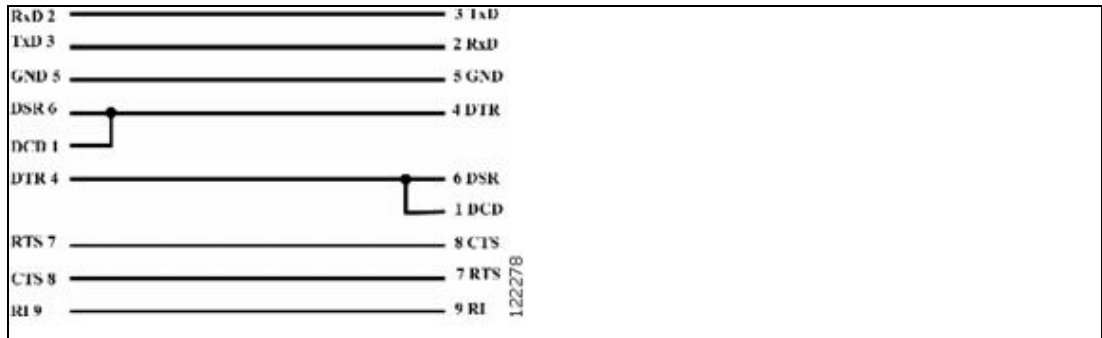 RxD 2 3 TxD
TxD 3 2 RxD
GND 5 5 GND
DSR 6 4 DTR
DCD 1
DTR 4 6 DSR
1 DCD
RTS 7 8 CTS
CTS 8 7 RTS
RI 9 9 RI
122278